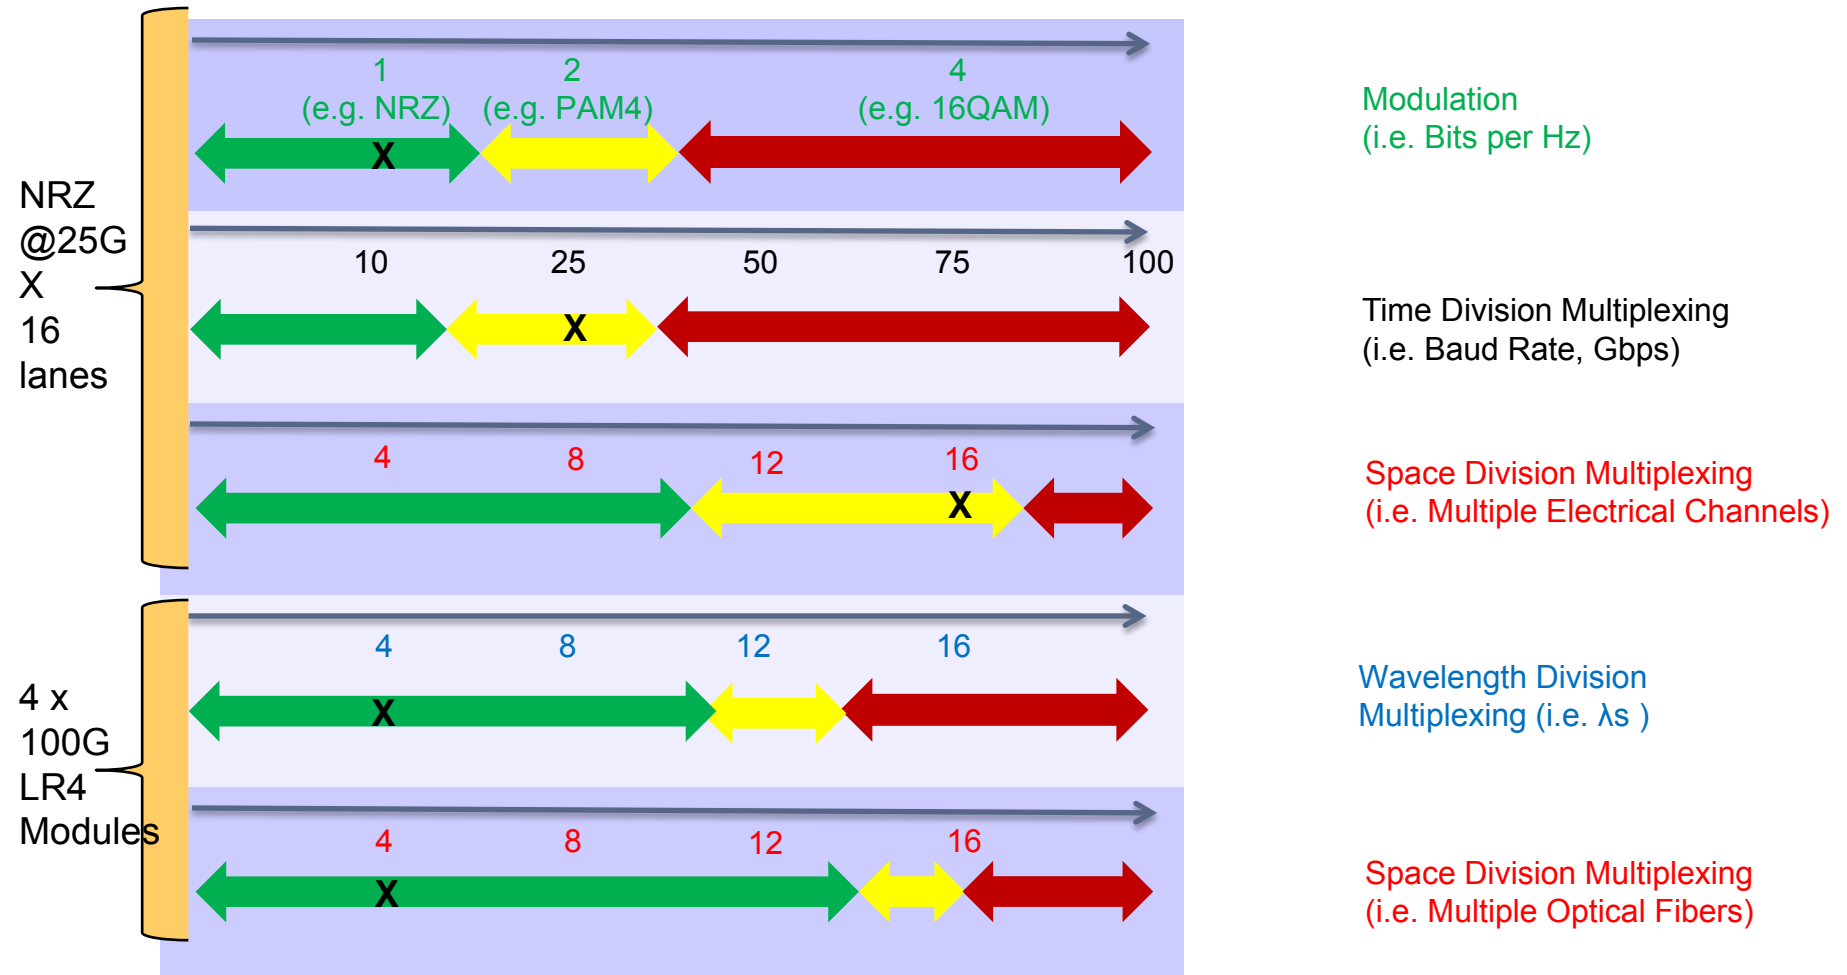 1
2
4
(e.g. NRZ)
(e.g. PAM4)
(e.g. 16QAM)
X
Modulation
(i.e. Bits per Hz)
NRZ
@25G
X
16
lanes
10
25
50
75
100
X
Time Division Multiplexing
(i.e. Baud Rate, Gbps)
4
8
12
16
X
Space Division Multiplexing
(i.e. Multiple Electrical Channels)
4 x
100G
LR4
Modules
4
8
12
16
X
Wavelength Division
Multiplexing (i.e. λs )
4
8
12
16
X
Space Division Multiplexing
(i.e. Multiple Optical Fibers)